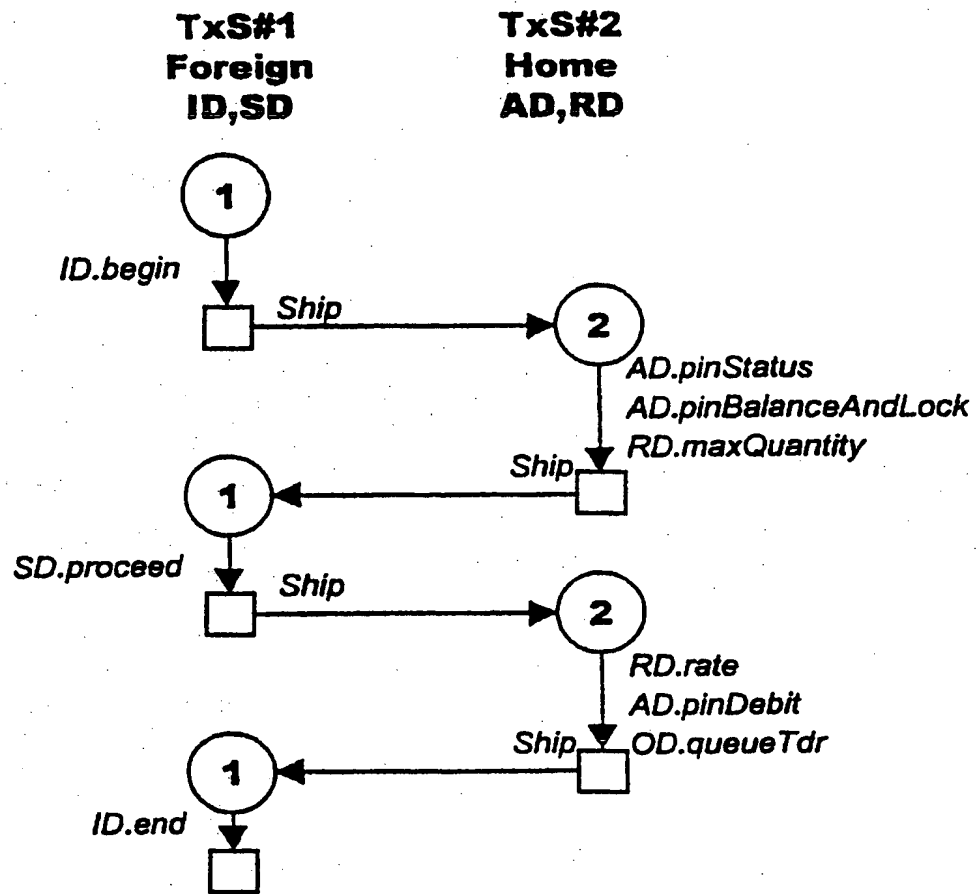 TxS#1
Foreign
ID,SD
TxS#2
Home
AD,RD
1
ID.begin
Ship
2
AD.pinStatus
AD.pinBalanceAndLock
RD.maxQuantity
Ship
1
SD.proceed
Ship
2
RD.rate
AD.pinDebit
OD.queueTdr
Ship
1
ID.end